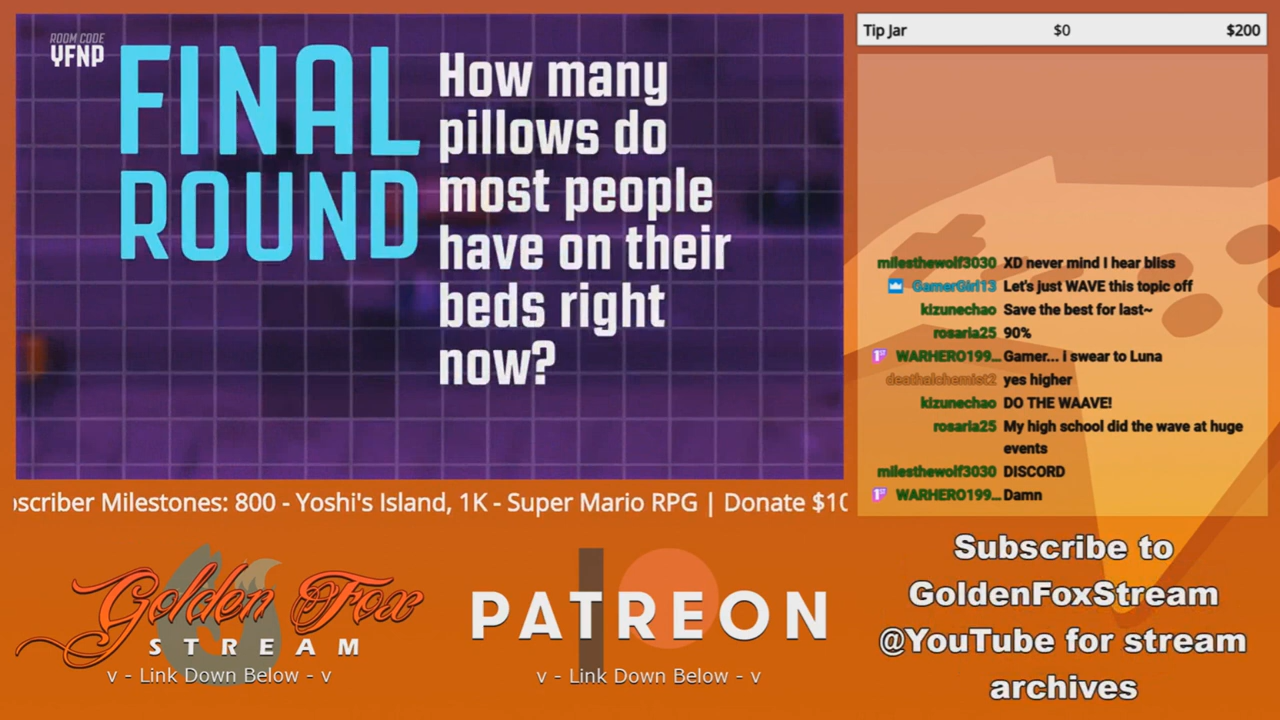 ROOM CODE
YFNP
FINAL
ROUND
How many
pillows do
most people
have on their
beds right
now?
Tip Jar $0 $200
milesthewolf3030 XD never mind I hear bliss
GamerGirl13 Let's just WAVE this topic off
kizunechao Save the best for last~
rosaria25 90%
WARHERO199... Gamer... i swear to Luna
deathalchemist2 yes higher
kizunechao DO THE WAAVE!
rosaria25 My high school did the wave at huge
events
milesthewolf3030 DISCORD
WARHERO199... Damn
scriber Milestones: 800 - Yoshi's Island, 1K - Super Mario RPG | Donate $10
Golden Fox
STREAM
v - Link Down Below - v
PATREON
v - Link Down Below - v
Subscribe to
GoldenFoxStream
@YouTube for stream
archives